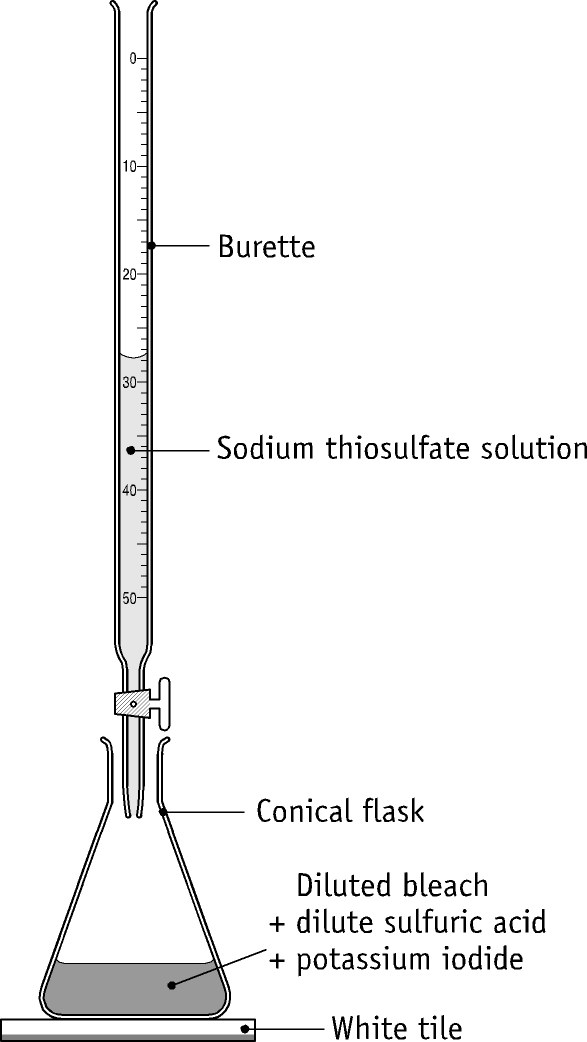 0
10
Burette
20
30
Sodium thiosulfate solution
40
50
Conical flask
Diluted bleach
+ dilute sulfuric acid
+ potassium iodide
White tile